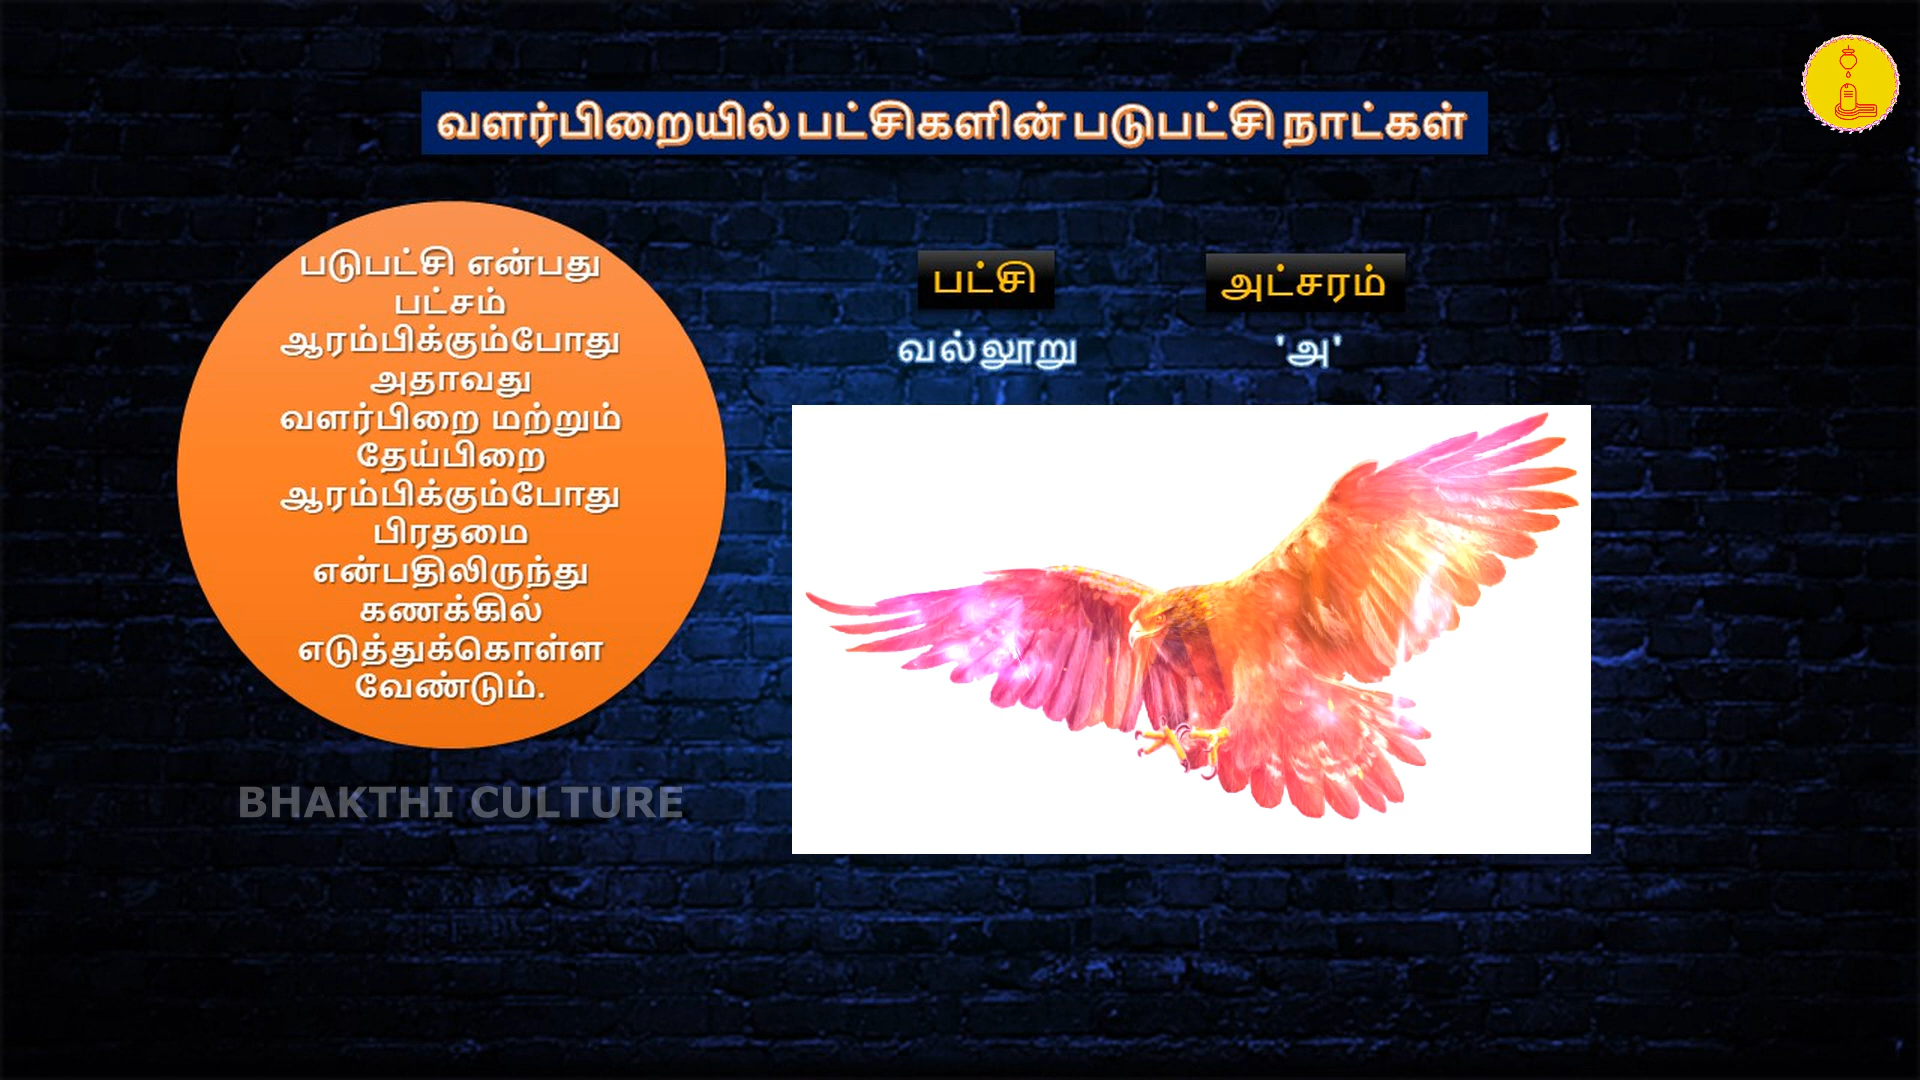 வளர்பிறையில் பட்சிகளின் படுபட்சி நாட்கள்
படுபட்சி என்பது
பட்சம்
ஆரம்பிக்கும்போது
அதாவது
வளர்பிறை மற்றும்
தேய்பிறை
ஆரம்பிக்கும்போது
பிரதமை
என்பதிலிருந்து
கணக்கில்
எடுத்துக்கொள்ள
வேண்டும்.
பட்சி அட்சரம்
வல்லூறு 'அ'
BHAKTHI CULTURE